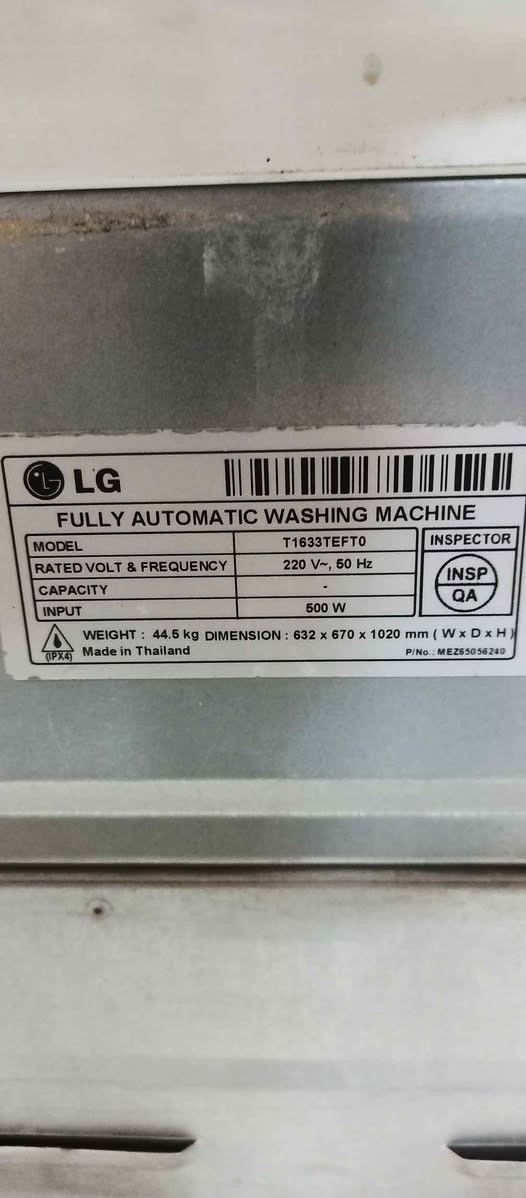 LG
FULLY AUTOMATIC WASHING MACHINE
MODEL T1633TEFT0
RATED VOLT & FREQUENCY 220 V~, 50 Hz
CAPACITY -
INPUT 500 W
INSPECTOR
INSP
QA
WEIGHT : 44.5 kg DIMENSION : 632 x 670 x 1020 mm ( W x D x H )
(IPX4) Made in Thailand P/No.: MEZ65056240